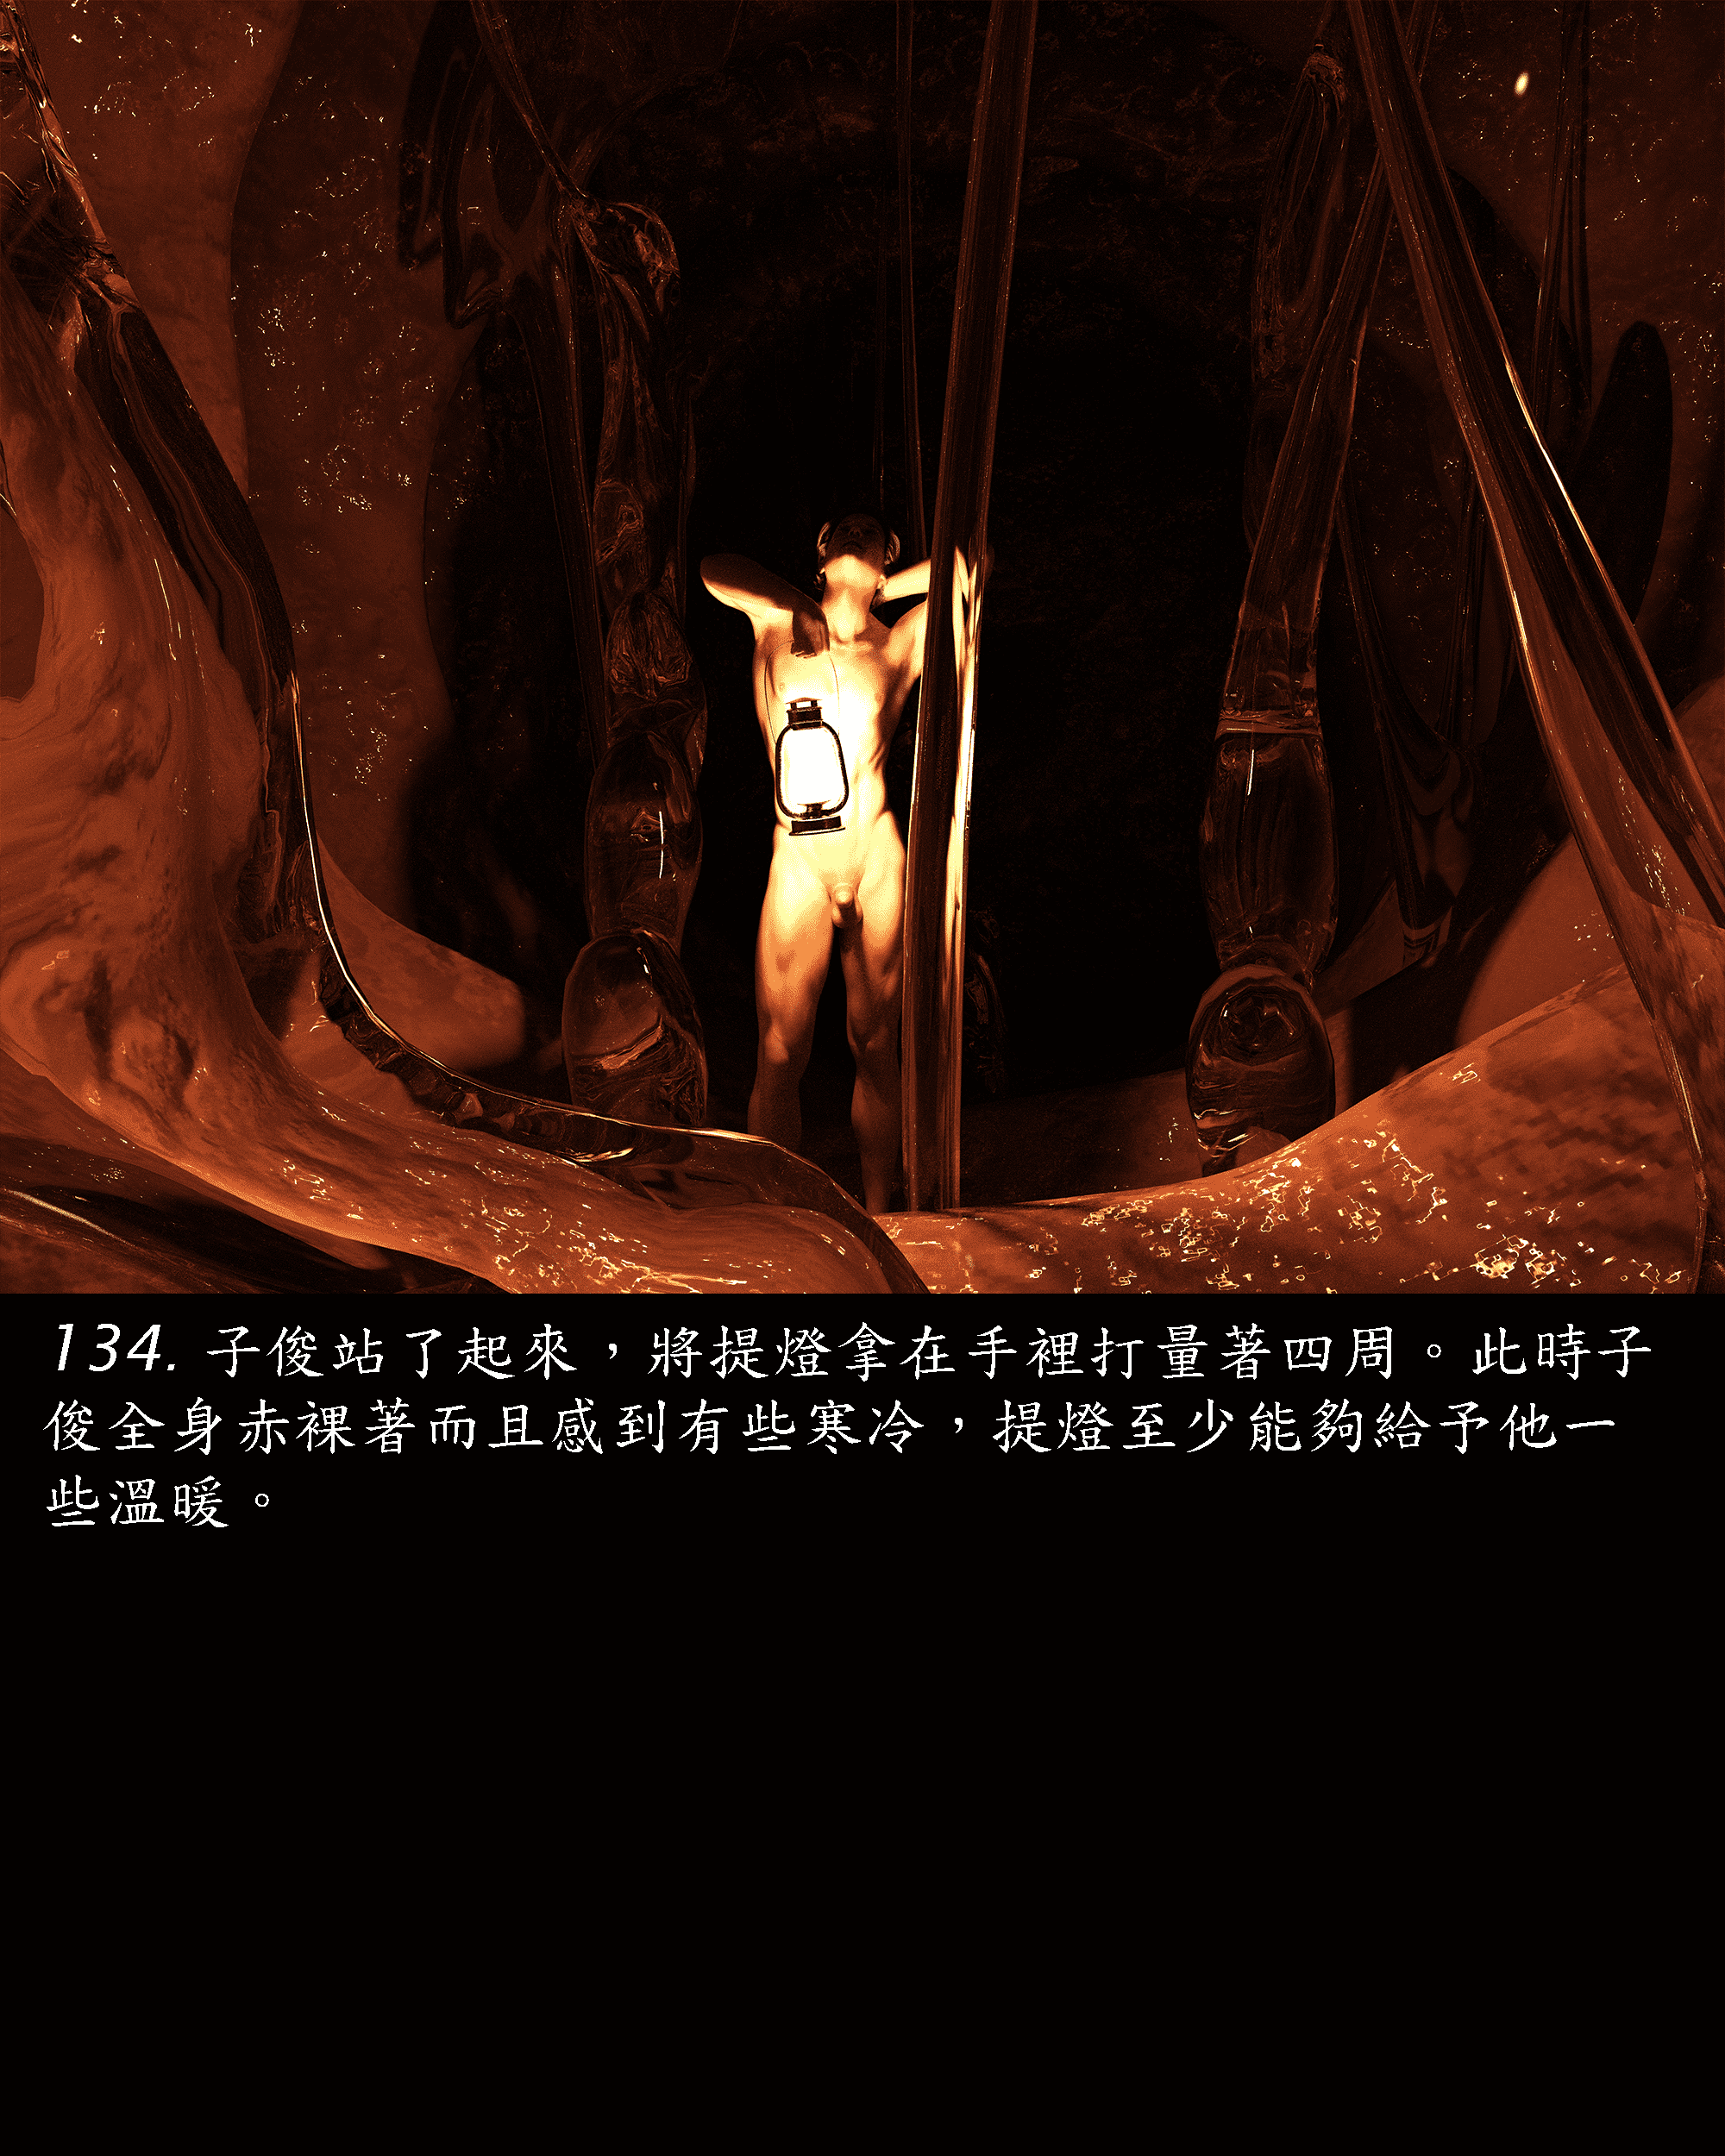 134. 子俊站了起來，將提燈拿在手裡打量著四周。此時子
俊全身赤裸著而且感到有些寒冷，提燈至少能夠給予他一
些溫暖。